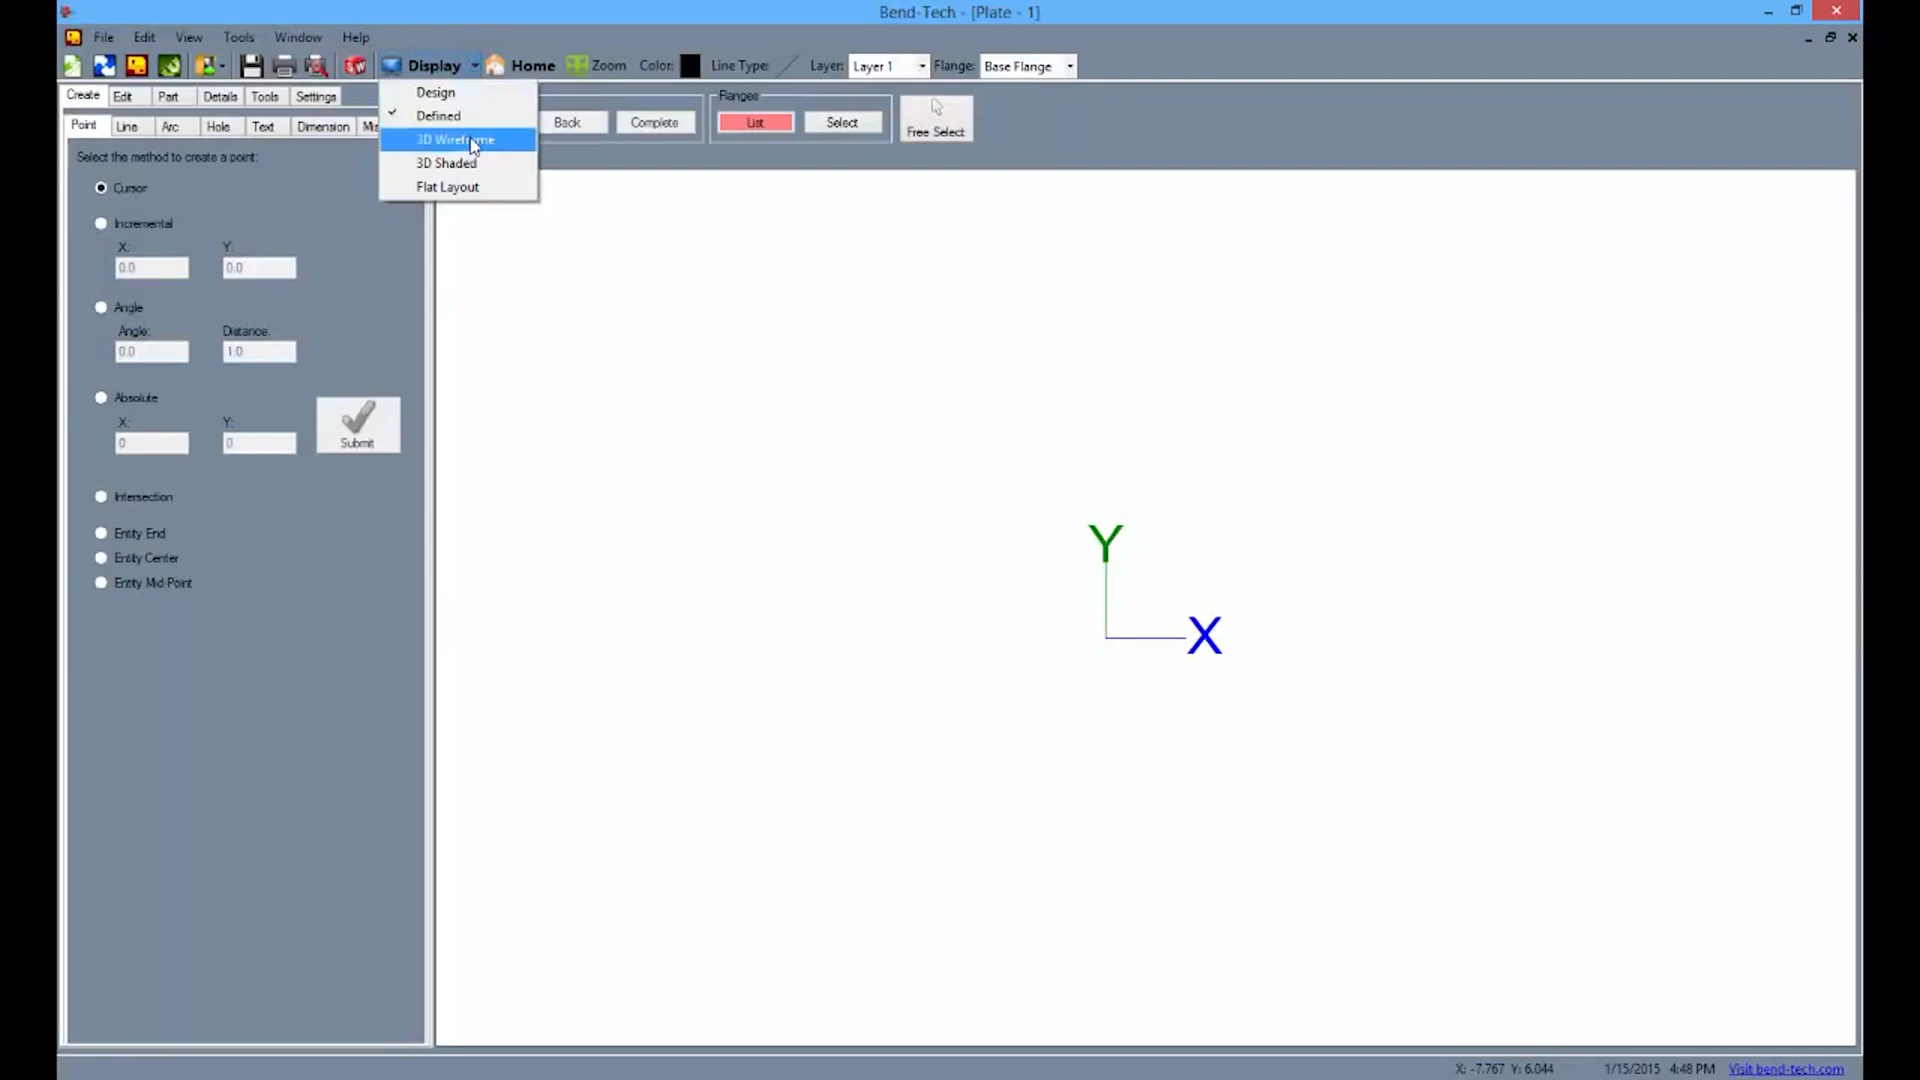 Bend-Tech - [Plate - 1]
File Edit View Tools Window Help
Display Home Zoom Color: Line Type: Layer: Layer 1 Flange: Base Flange
Create Edit Part Details Tools Settings
Point Line Arc Hole Text Dimension
Design
Defined
3D Wireframe
3D Shaded
Flat Layout
Back Complete
Flanges
List Select
Free Select
Select the method to create a point:
Cursor
Incremental
X: Y:
0.0 0.0
Angle
Angle: Distance:
0.0 1.0
Absolute
X: Y:
0 0
Submit
Intersection
Entity End
Entity Center
Entity Mid-Point
Y
X
X: -7.767 Y: 6.044 1/15/2015 4:48 PM Visit bend-tech.com